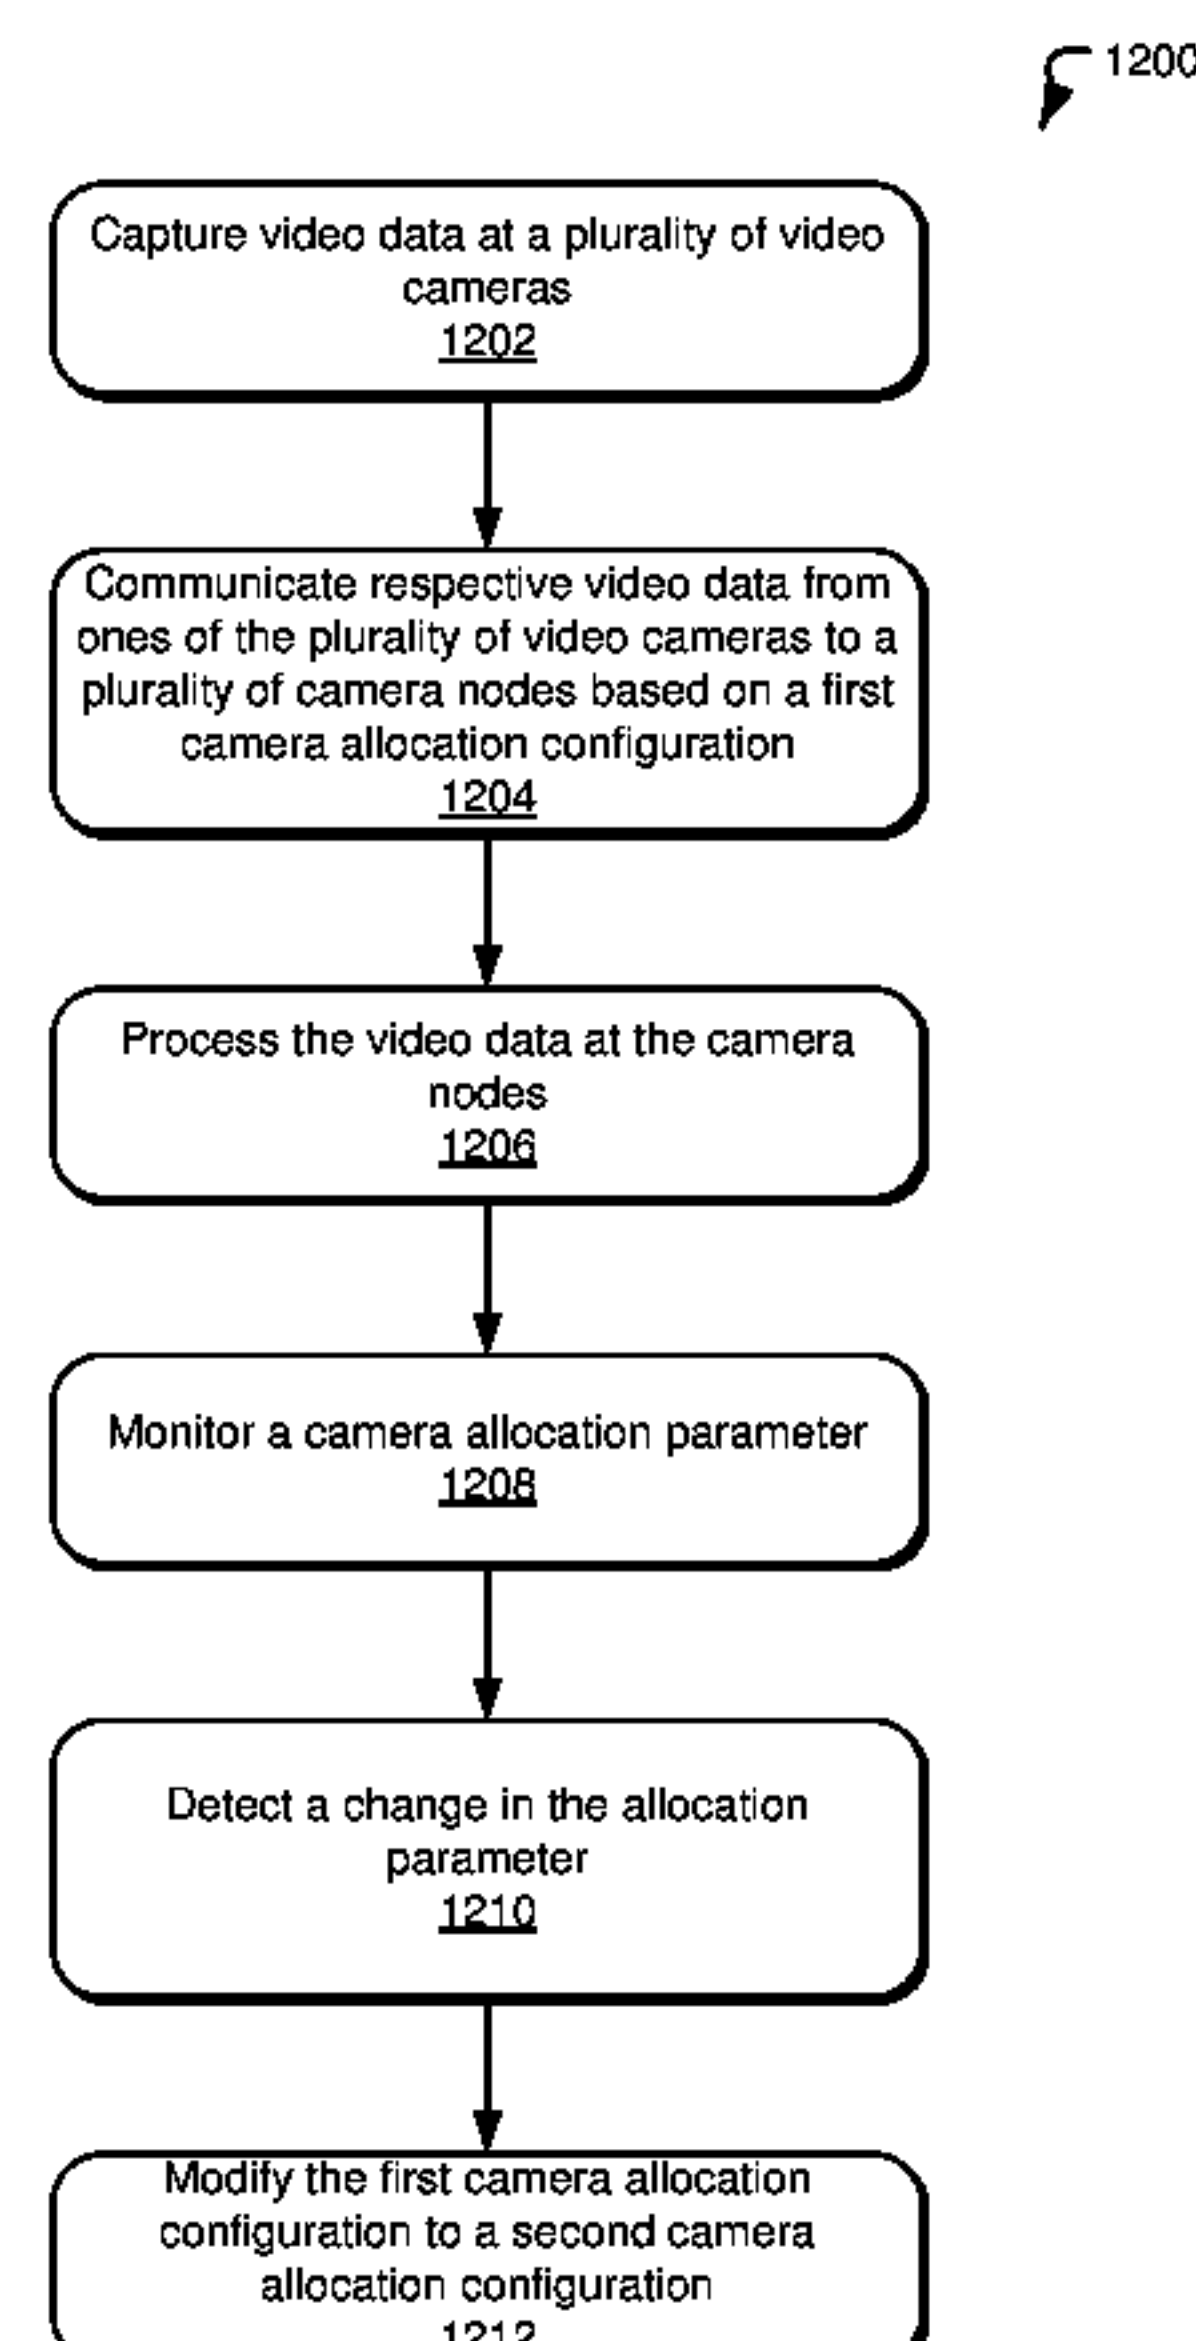 1200
Capture video data at a plurality of video
cameras
1202
Communicate respective video data from
ones of the plurality of video cameras to a
plurality of camera nodes based on a first
camera allocation configuration
1204
Process the video data at the camera
nodes
1206
Monitor a camera allocation parameter
1208
Detect a change in the allocation
parameter
1210
Modify the first camera allocation
configuration to a second camera
allocation configuration
1212